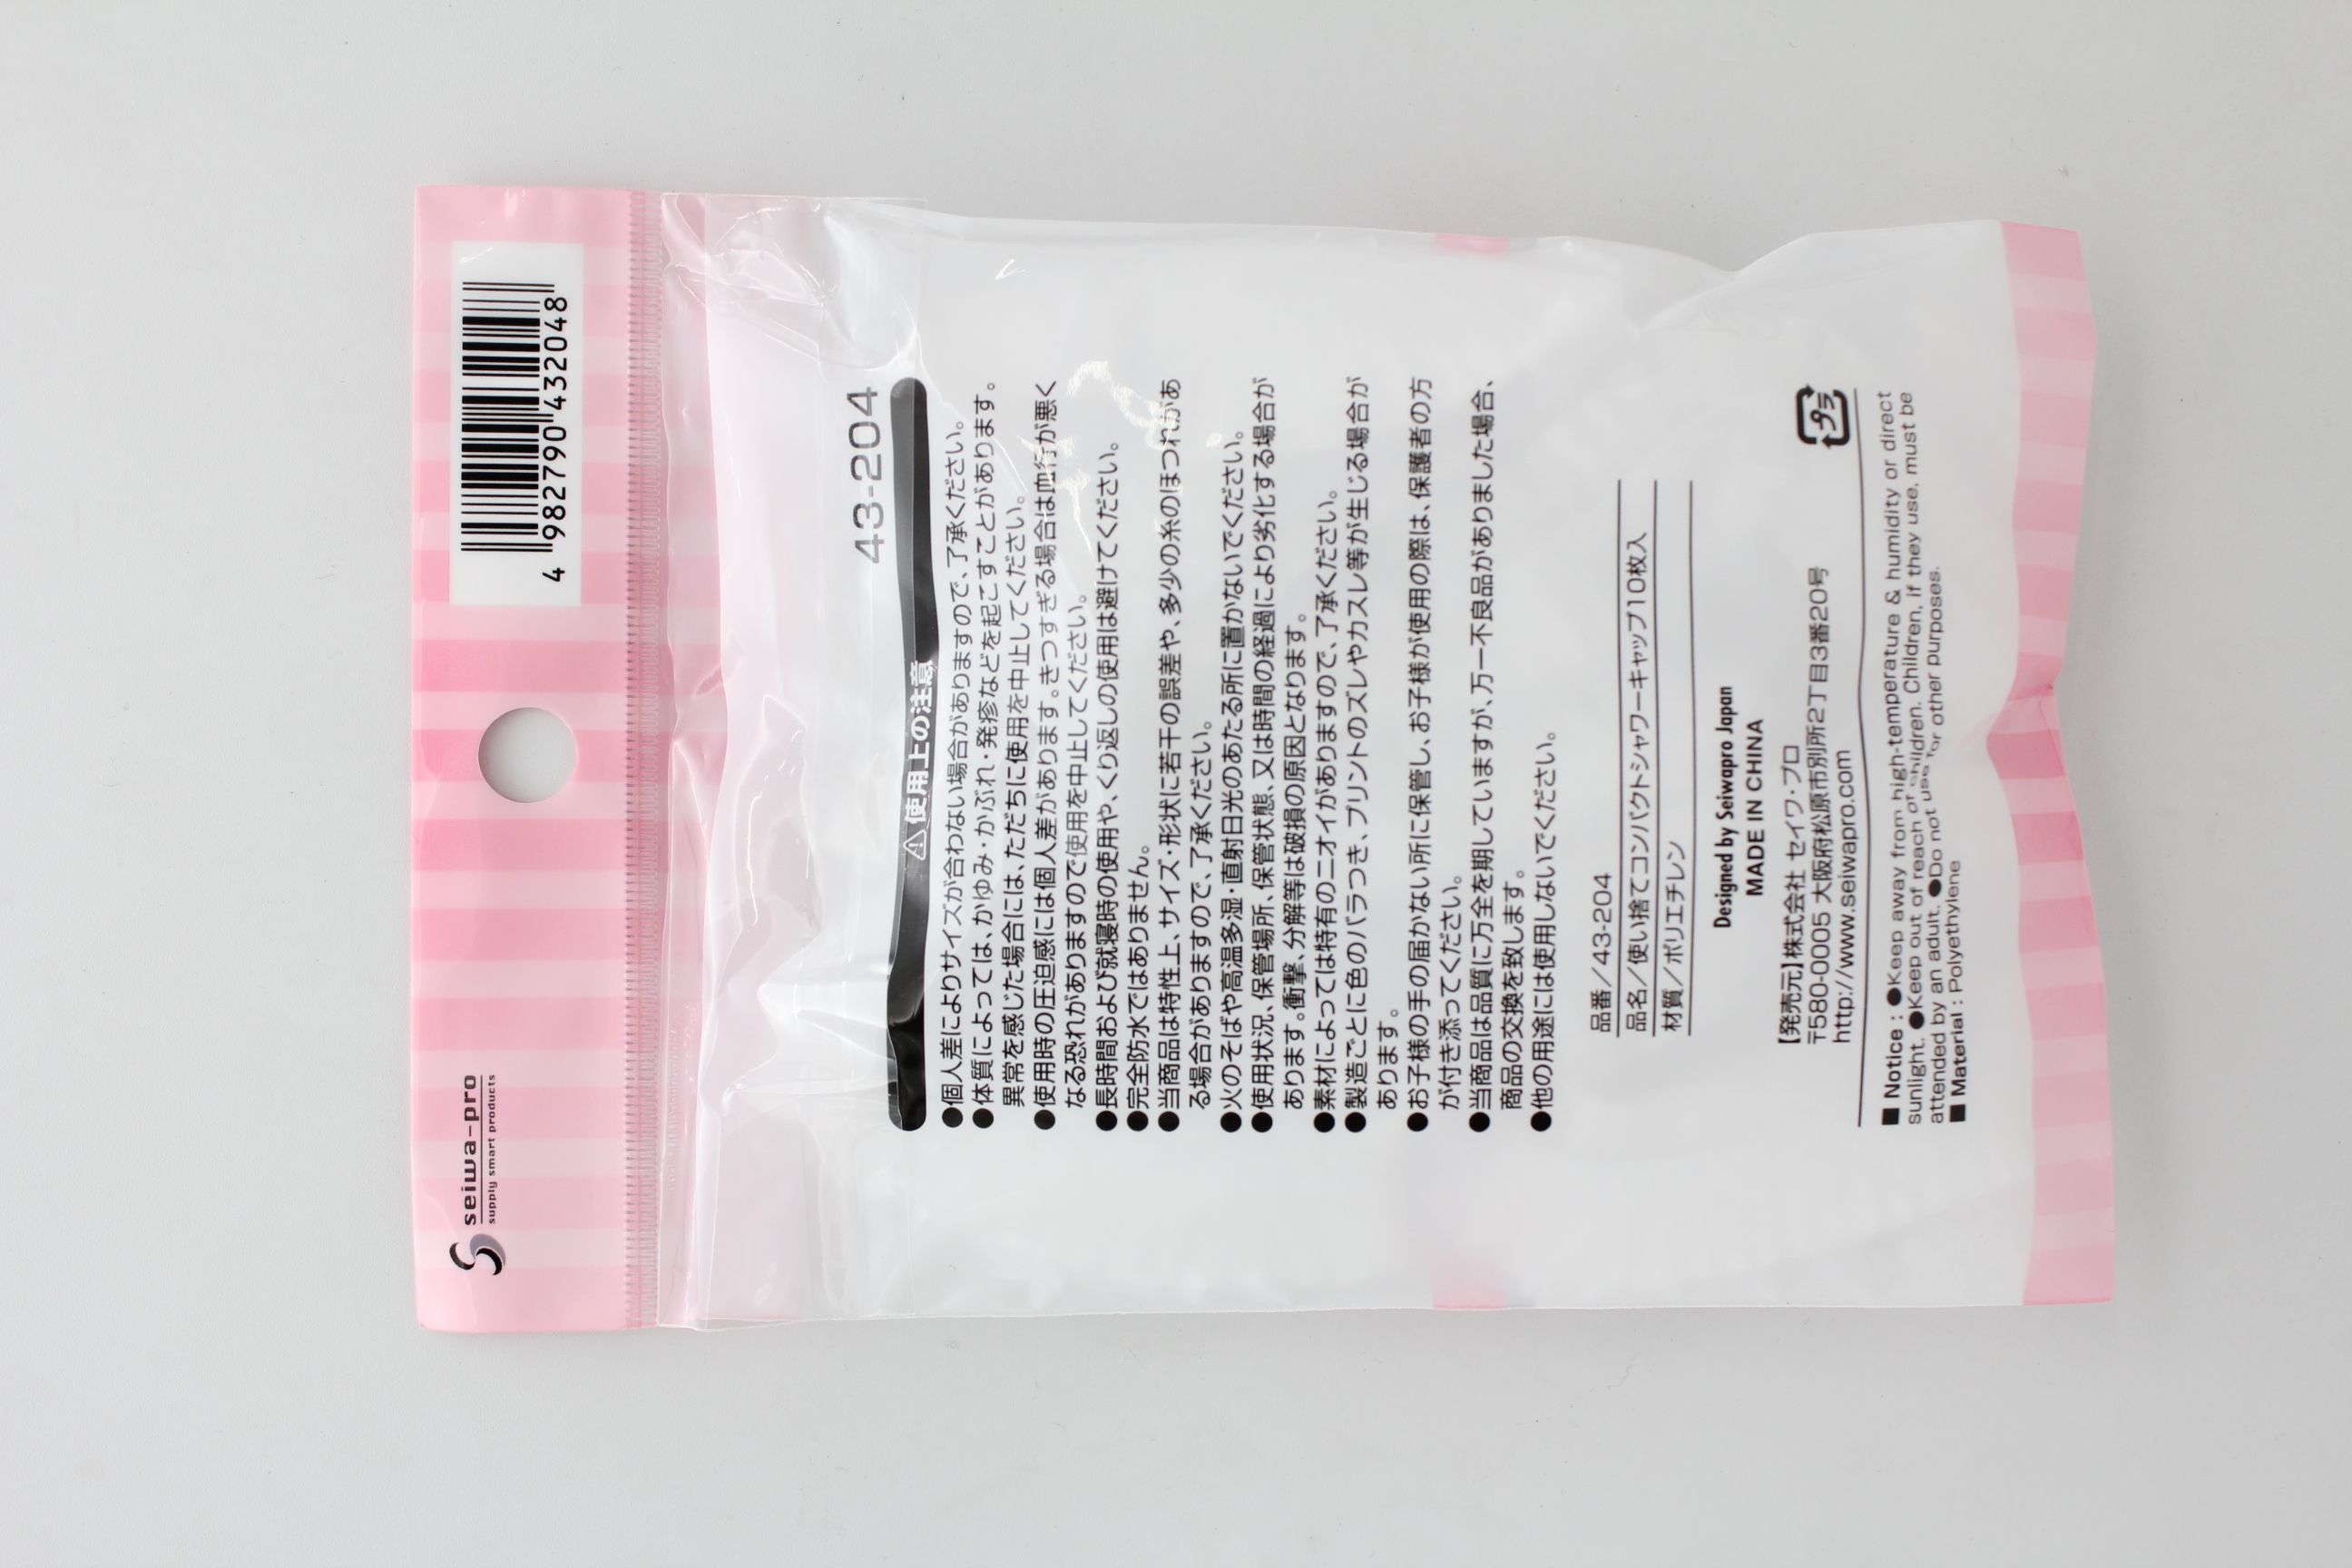 seiwa-pro
supply smart products
4 982790 432048
43-204
使用上の注意
●個人差によりサイズが合わない場合がありますので、了承ください。
●体質によっては、かゆみ・かぶれ・発疹などを起こすことがあります。
異常を感じた場合には、ただちに使用を中止してください。
●使用時の圧迫感には個人差があります。きつすぎる場合は血行が悪く
なる恐れがありますので使用を中止してください。
●長時間および就寝時の使用や、くり返しの使用は避けてください。
●完全防水ではありません。
●当商品は特性上、サイズ・形状に若干の誤差や、多少の糸のほつれがあ
る場合がありますので、了承ください。
●火のそばや高温多湿・直射日光のあたる所に置かないでください。
●使用状況、保管場所、保管状態、又は時間の経過により劣化する場合が
あります。衝撃、分解等は破損の原因となります。
●素材によっては特有のニオイがありますので、了承ください。
●製造ごとに色のバラつき、プリントのズレやカスレ等が生じる場合が
あります。
●お子様の手の届かない所に保管し、お子様が使用の際は、保護者の方
が付き添ってください。
●当商品は品質に万全を期していますが、万一不良品がありました場合、
商品の交換を致します。
●他の用途には使用しないでください。
品番／43-204
品名／使い捨てコンパクトシャワーキャップ10枚入
材質／ポリエチレン
Designed by Seiwapro Japan
MADE IN CHINA
【発売元】株式会社 セイワ・プロ
〒580-0005 大阪府松原市別所2丁目3番20号
http://www.seiwapro.com
プラ
■ Notice : ●Keep away from high-temperature & humidity or direct
sunlight. ●Keep out of reach of children. Children, if they use, must be
attended by an adult. ●Do not use for other purposes.
■ Material : Polyethylene